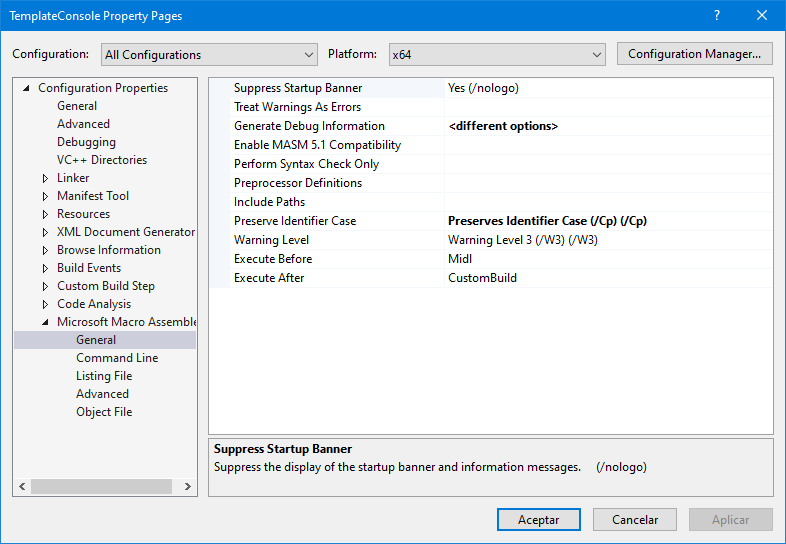 TemplateConsole Property Pages
Configuration: All Configurations Platform: x64 Configuration Manager...
Configuration Properties
General
Advanced
Debugging
VC++ Directories
Linker
Manifest Tool
Resources
XML Document Generator
Browse Information
Build Events
Custom Build Step
Code Analysis
Microsoft Macro Assemble
General
Command Line
Listing File
Advanced
Object File
Suppress Startup Banner Yes (/nologo)
Treat Warnings As Errors
Generate Debug Information <different options>
Enable MASM 5.1 Compatibility
Perform Syntax Check Only
Preprocessor Definitions
Include Paths
Preserve Identifier Case Preserves Identifier Case (/Cp) (/Cp)
Warning Level Warning Level 3 (/W3) (/W3)
Execute Before Midl
Execute After CustomBuild
Suppress Startup Banner
Suppress the display of the startup banner and information messages. (/nologo)
Aceptar Cancelar Aplicar